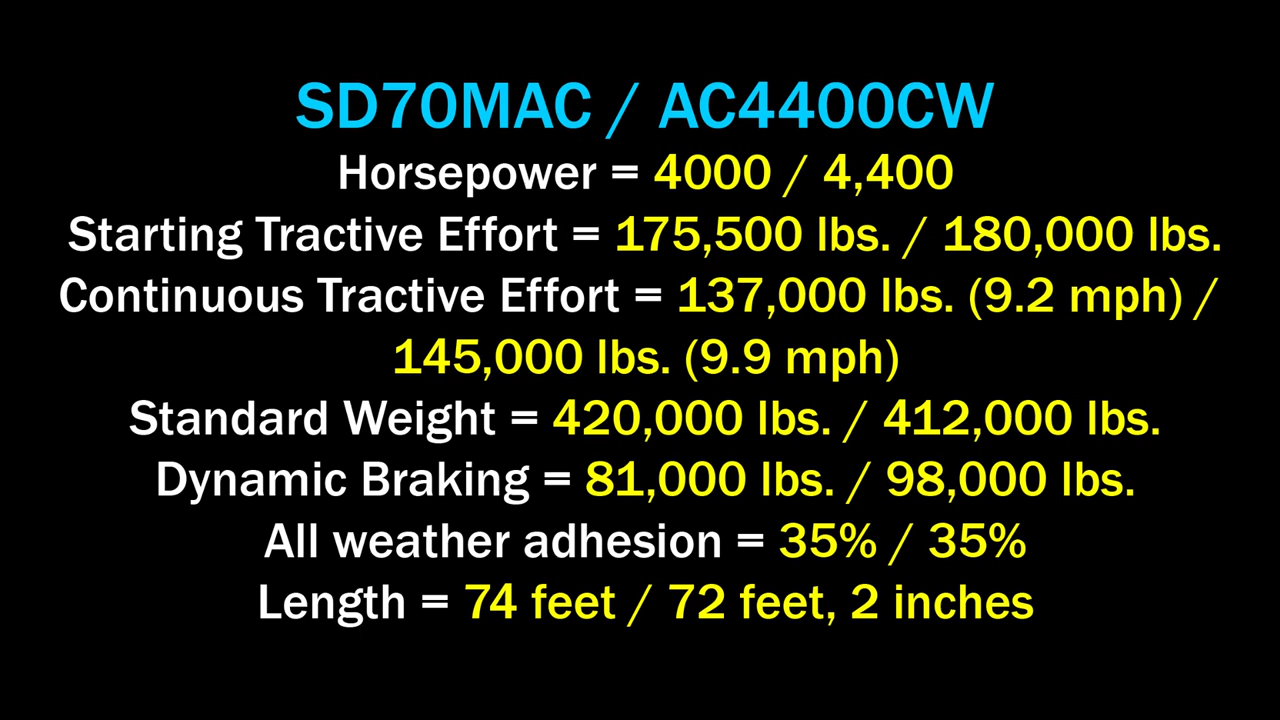 SD70MAC / AC4400CW
Horsepower = 4000 / 4,400
Starting Tractive Effort = 175,500 lbs. / 180,000 lbs.
Continuous Tractive Effort = 137,000 lbs. (9.2 mph) /
145,000 lbs. (9.9 mph)
Standard Weight = 420,000 lbs. / 412,000 lbs.
Dynamic Braking = 81,000 lbs. / 98,000 lbs.
All weather adhesion = 35% / 35%
Length = 74 feet / 72 feet, 2 inches